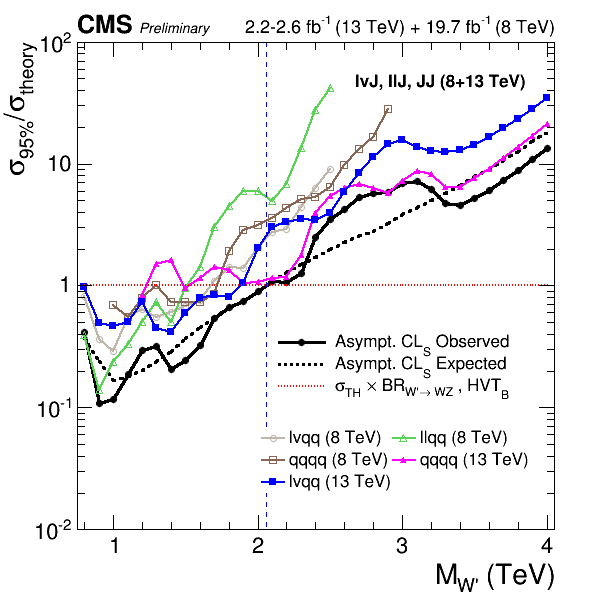 CMS Preliminary 2.2-2.6 fb⁻¹ (13 TeV) + 19.7 fb⁻¹ (8 TeV)
lνJ, llJ, JJ (8+13 TeV)
σ95%/σtheory
10²
10
1
10⁻¹
10⁻²
Asympt. CLS Observed
Asympt. CLS Expected
σTH × BRW'→ WZ , HVTB
lνqq (8 TeV) llqq (8 TeV)
qqqq (8 TeV) qqqq (13 TeV)
lνqq (13 TeV)
1 2 3 4
MW' (TeV)